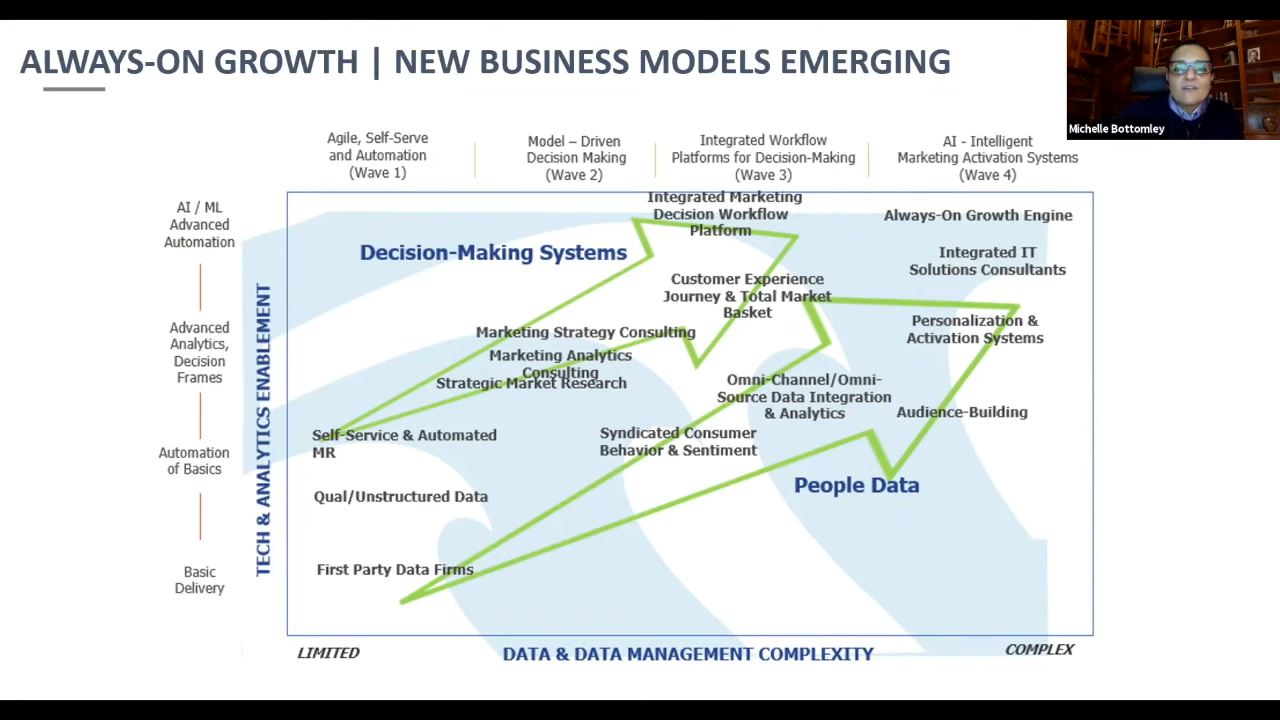 ALWAYS-ON GROWTH | NEW BUSINESS MODELS EMERGING
Michelle Bottomley
Agile, Self-Serve
and Automation
(Wave 1)
Model – Driven
Decision Making
(Wave 2)
Integrated Workflow
Platforms for Decision-Making
(Wave 3)
AI - Intelligent
Marketing Activation Systems
(Wave 4)
AI / ML
Advanced
Automation
Advanced
Analytics,
Decision
Frames
Automation
of Basics
Basic
Delivery
TECH & ANALYTICS ENABLEMENT
Integrated Marketing
Decision Workflow
Platform
Always-On Growth Engine
Decision-Making Systems
Integrated IT
Solutions Consultants
Customer Experience
Journey & Total Market
Basket
Marketing Strategy Consulting
Personalization &
Activation Systems
Marketing Analytics
Consulting
Strategic Market Research
Omni-Channel/Omni-
Source Data Integration
& Analytics
Audience-Building
Self-Service & Automated
MR
Syndicated Consumer
Behavior & Sentiment
People Data
Qual/Unstructured Data
First Party Data Firms
LIMITED
DATA & DATA MANAGEMENT COMPLEXITY
COMPLEX